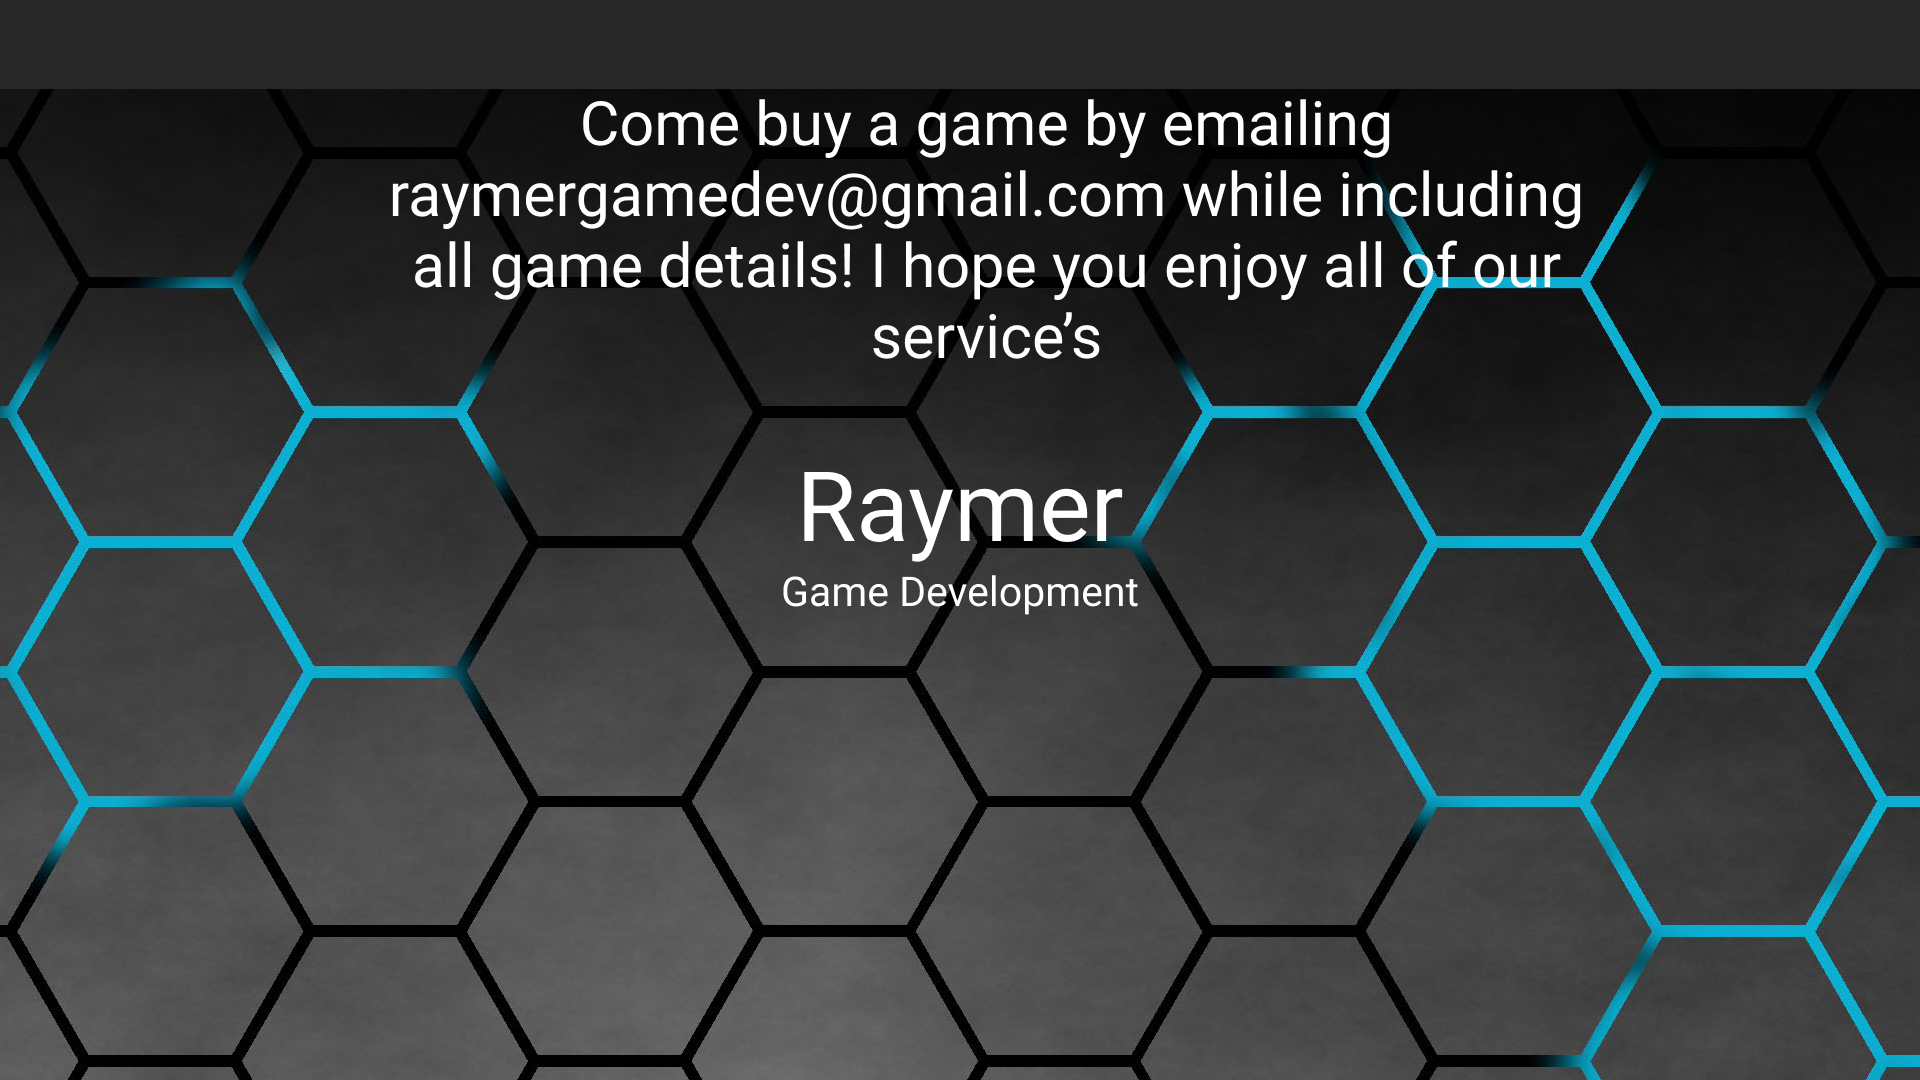 Come buy a game by emailing
raymergamedev@gmail.com while including
all game details! I hope you enjoy all of our
service’s
Raymer
Game Development